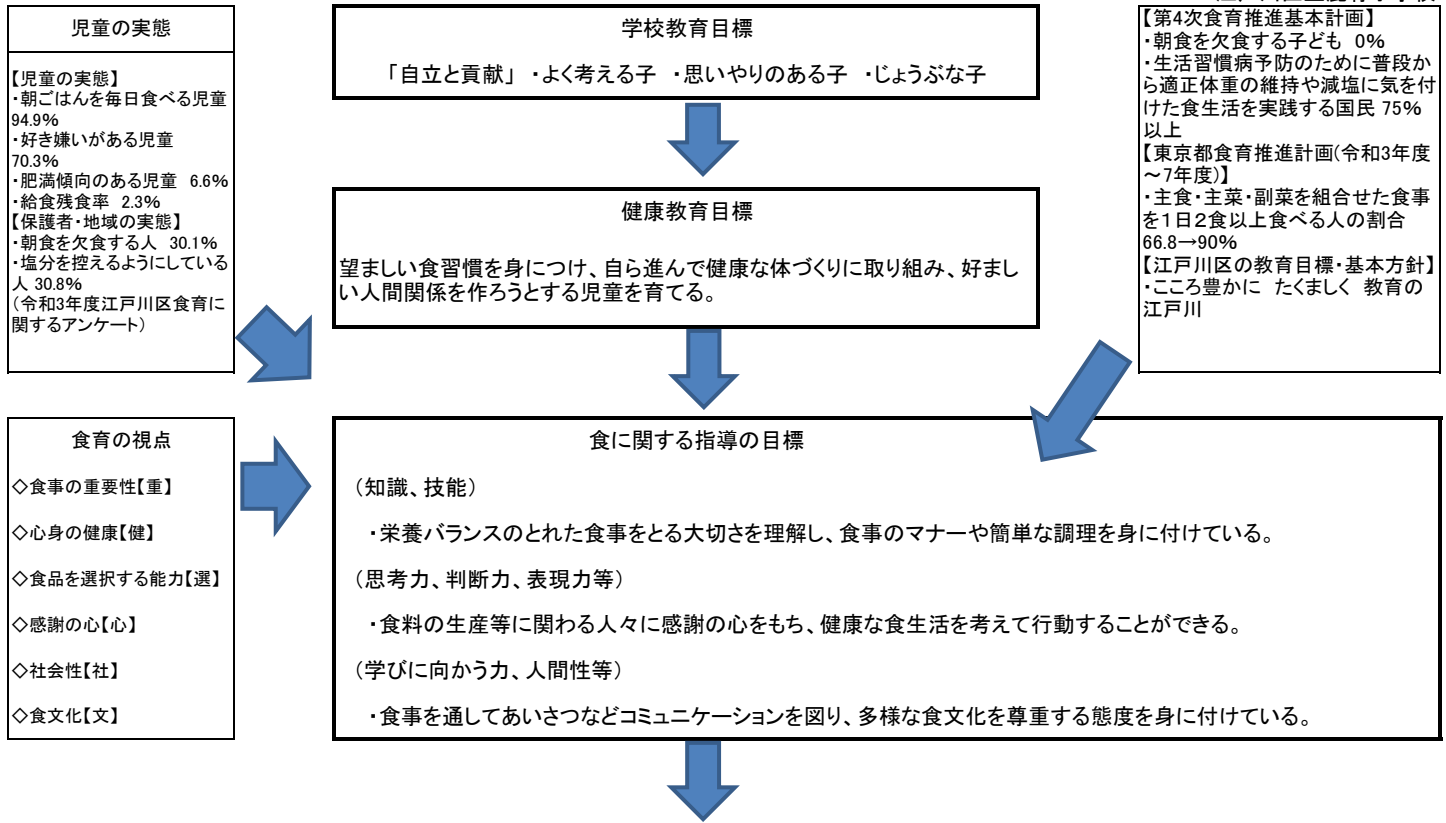 児童の実態
【児童の実態】
・朝ごはんを毎日食べる児童
94.9%
・好き嫌いがある児童
70.3%
・肥満傾向のある児童 6.6%
・給食残食率 2.3%
【保護者・地域の実態】
・朝食を欠食する人 30.1%
・塩分を控えるようにしている
人 30.8%
(令和3年度江戸川区食育に
関するアンケート)
学校教育目標
「自立と貢献」 ・よく考える子 ・思いやりのある子 ・じょうぶな子
健康教育目標
望ましい食習慣を身につけ、自ら進んで健康な体づくりに取り組み、好まし
い人間関係を作ろうとする児童を育てる。
【第4次食育推進基本計画】
・朝食を欠食する子ども 0%
・生活習慣病予防のために普段か
ら適正体重の維持や減塩に気を付
けた食生活を実践する国民 75%
以上
【東京都食育推進計画(令和3年度
～7年度)】
・主食・主菜・副菜を組合せた食事
を1日2食以上食べる人の割合
66.8→90%
【江戸川区の教育目標・基本方針】
・こころ豊かに たくましく 教育の
江戸川
食育の視点
◇食事の重要性【重】
◇心身の健康【健】
◇食品を選択する能力【選】
◇感謝の心【心】
◇社会性【社】
◇食文化【文】
食に関する指導の目標
(知識、技能)
・栄養バランスのとれた食事をとる大切さを理解し、食事のマナーや簡単な調理を身に付けている。
(思考力、判断力、表現力等)
・食料の生産等に関わる人々に感謝の心をもち、健康な食生活を考えて行動することができる。
(学びに向かう力、人間性等)
・食事を通してあいさつなどコミュニケーションを図り、多様な食文化を尊重する態度を身に付けている。